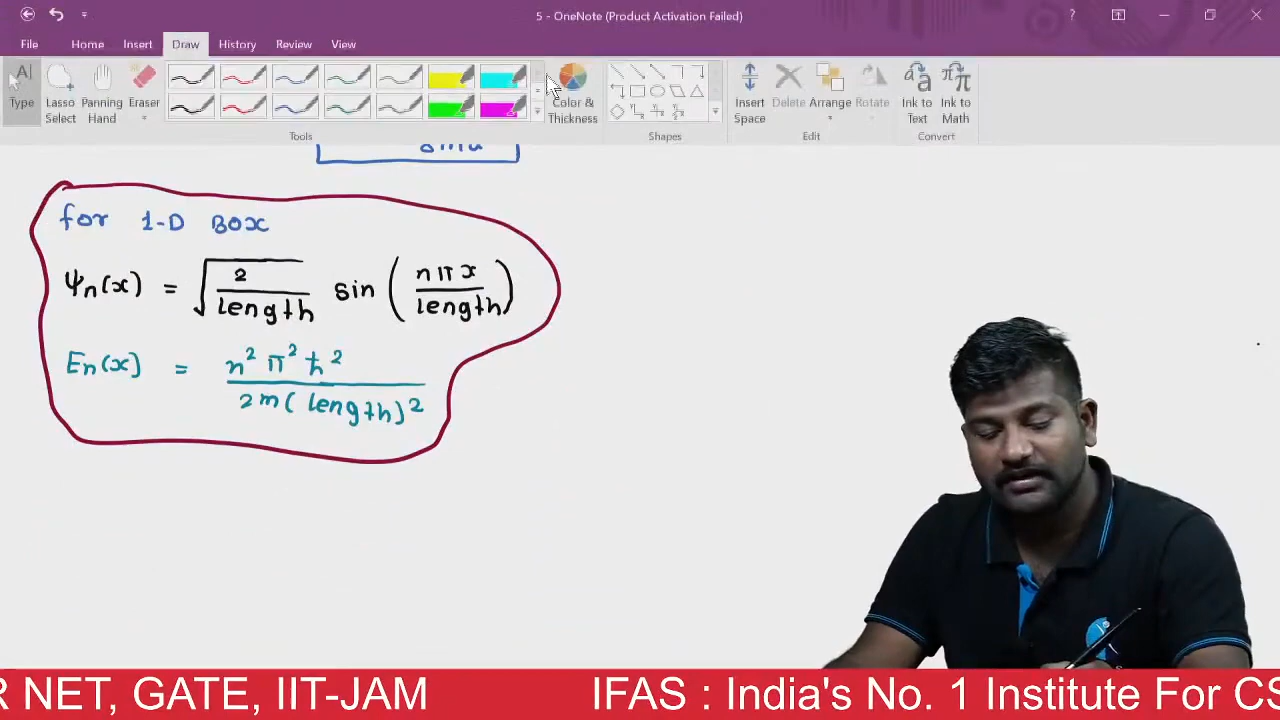 5 - OneNote (Product Activation Failed)
File Home Insert Draw History Review View
Type
Lasso Select
Panning Hand
Eraser
Color & Thickness
Insert Space
Delete
Arrange
Rotate
Ink to Text
Ink to Math
Tools
Shapes
Edit
Convert
for 1-D BOX
Ψn(x) = √(2/length) sin (nπx/length)
En(x) = n² π² ħ² / 2m(length)²
R NET, GATE, IIT-JAM IFAS : India's No. 1 Institute For CS